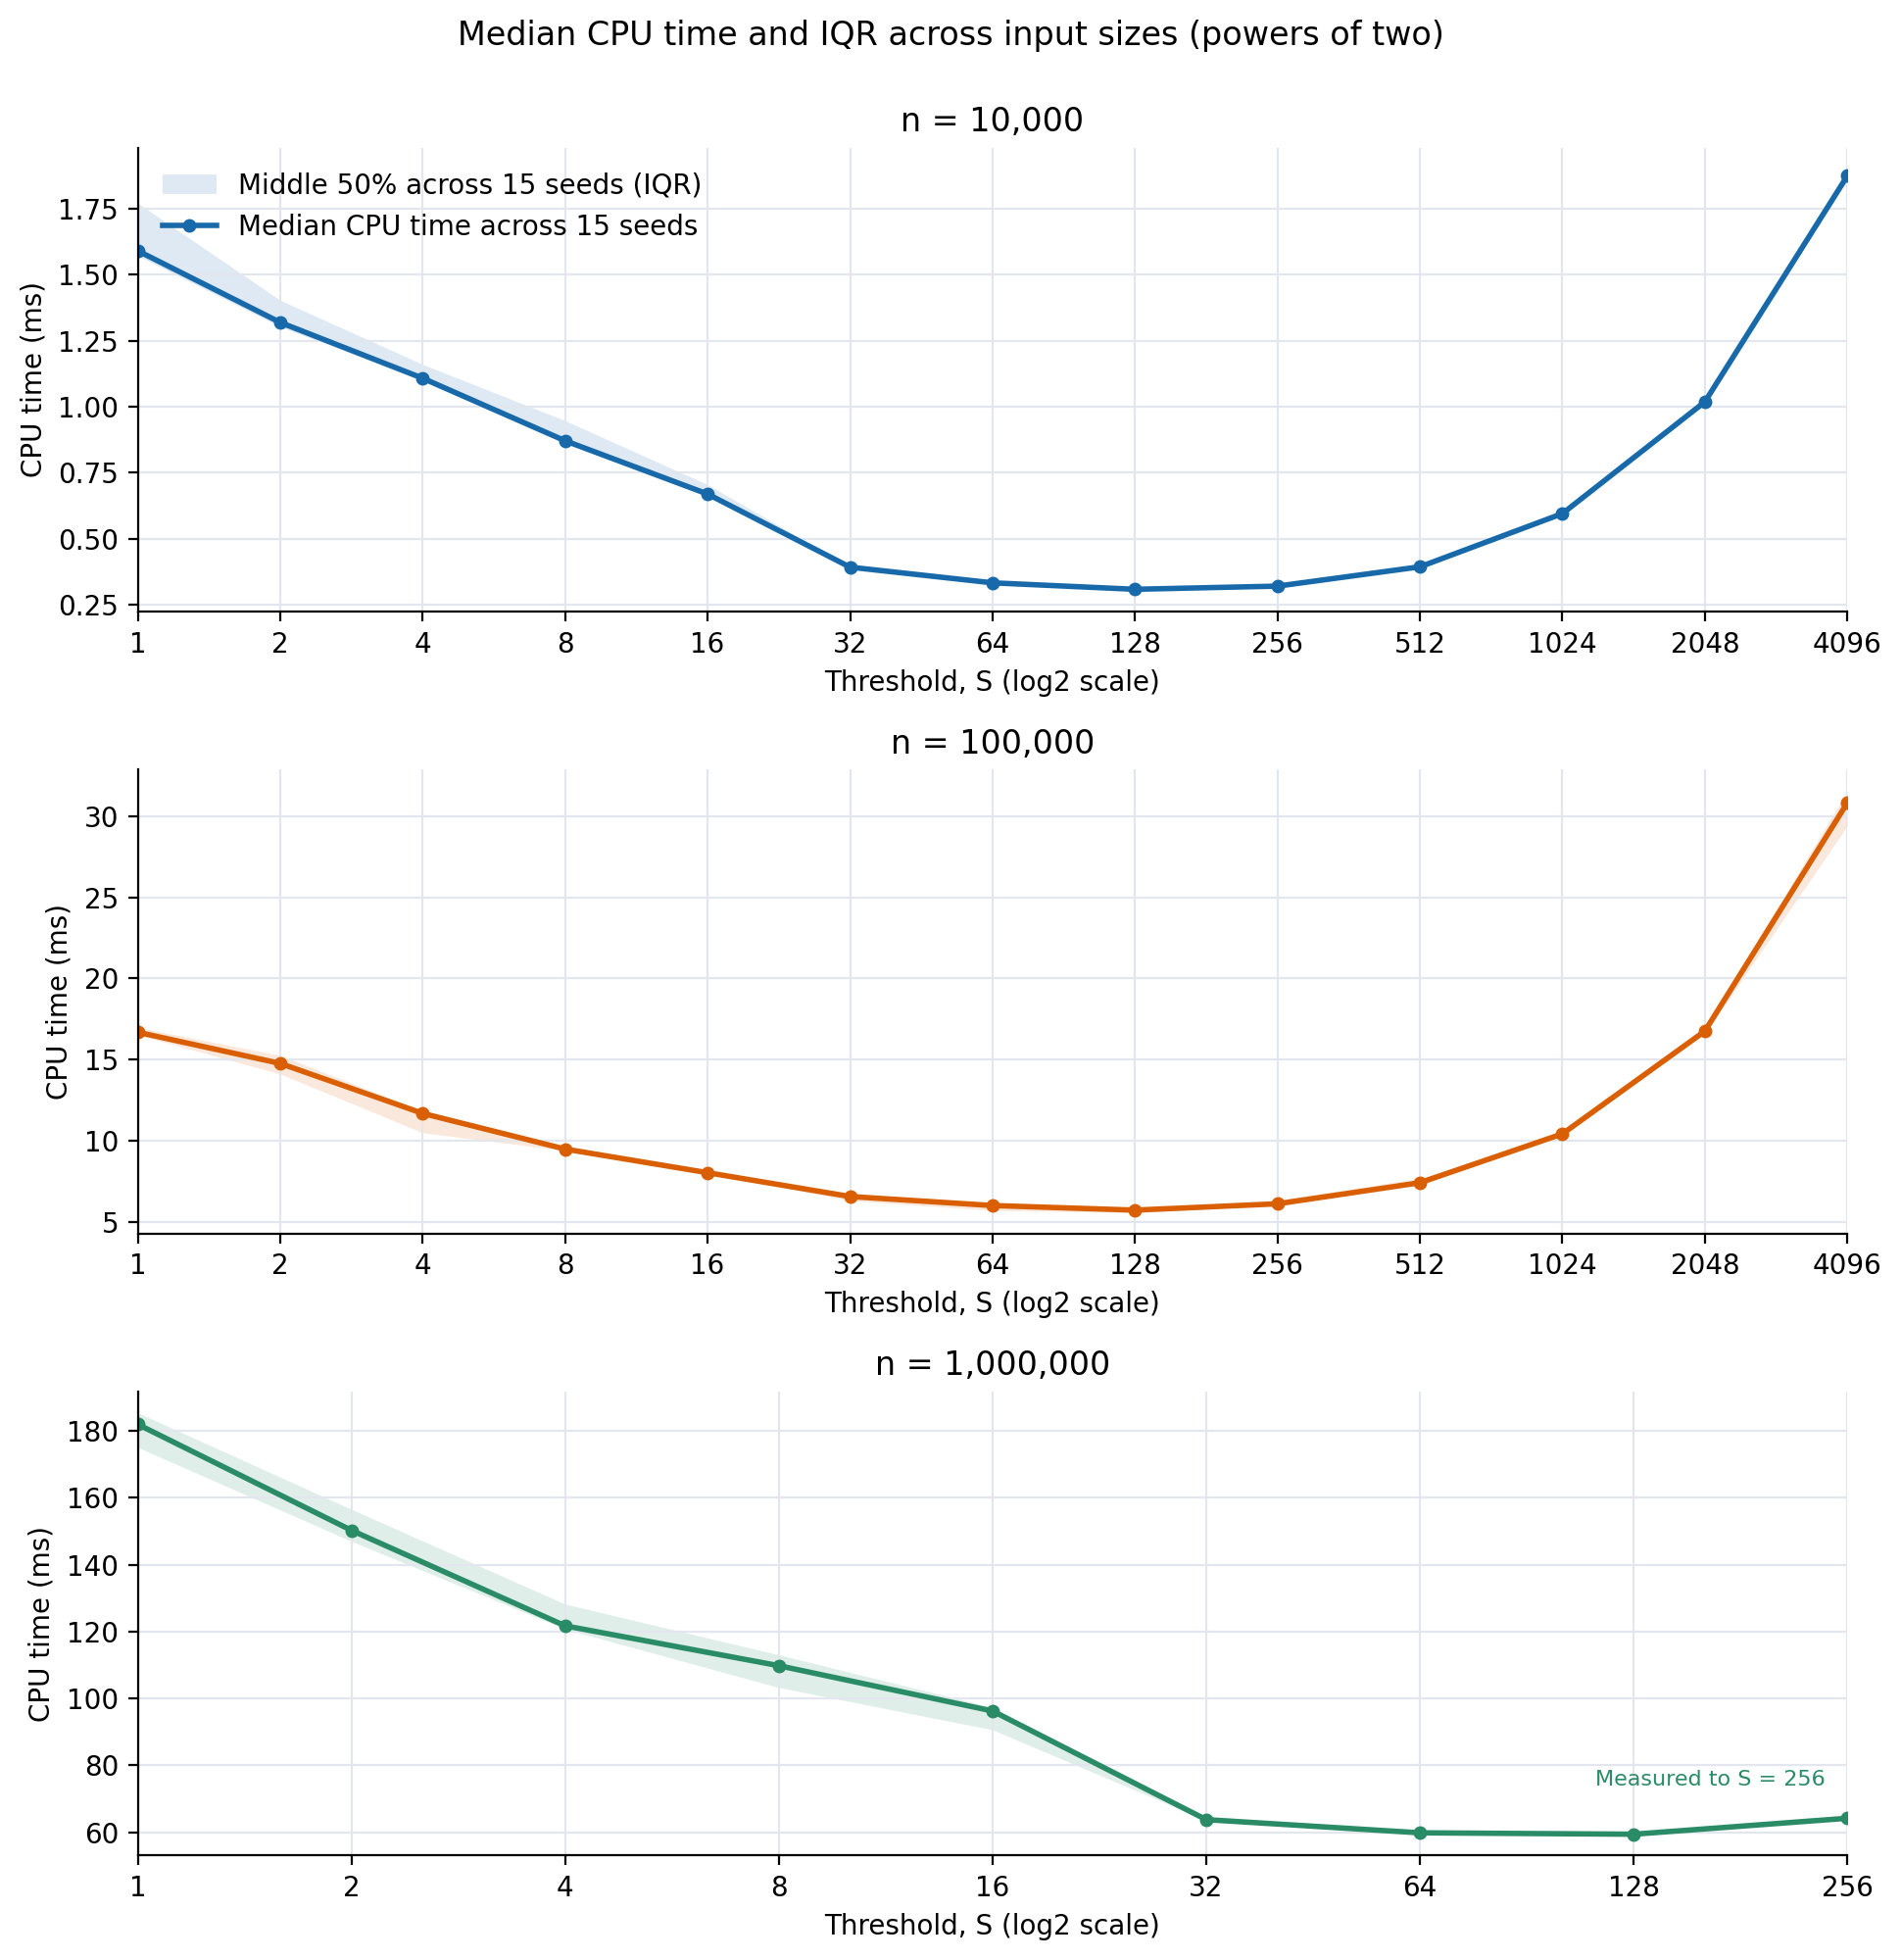 Median CPU time and IQR across input sizes (powers of two)
n = 10,000
Middle 50% across 15 seeds (IQR)
Median CPU time across 15 seeds
CPU time (ms)
1.75
1.50
1.25
1.00
0.75
0.50
0.25
1 2 4 8 16 32 64 128 256 512 1024 2048 4096
Threshold, S (log2 scale)
n = 100,000
CPU time (ms)
30
25
20
15
10
5
1 2 4 8 16 32 64 128 256 512 1024 2048 4096
Threshold, S (log2 scale)
n = 1,000,000
CPU time (ms)
180
160
140
120
100
80
60
Measured to S = 256
1 2 4 8 16 32 64 128 256
Threshold, S (log2 scale)